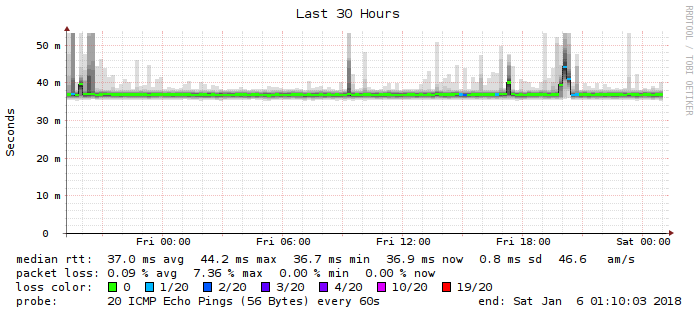 Last 30 Hours
RRDTOOL / TOBI OETIKER
Seconds
50 m
40 m
30 m
20 m
10 m
0
Fri 00:00 Fri 06:00 Fri 12:00 Fri 18:00 Sat 00:00
median rtt: 37.0 ms avg 44.2 ms max 36.7 ms min 36.9 ms now 0.8 ms sd 46.6 am/s
packet loss: 0.09 % avg 7.36 % max 0.00 % min 0.00 % now
loss color: 0 1/20 2/20 3/20 4/20 10/20 19/20
probe: 20 ICMP Echo Pings (56 Bytes) every 60s end: Sat Jan 6 01:10:03 2018